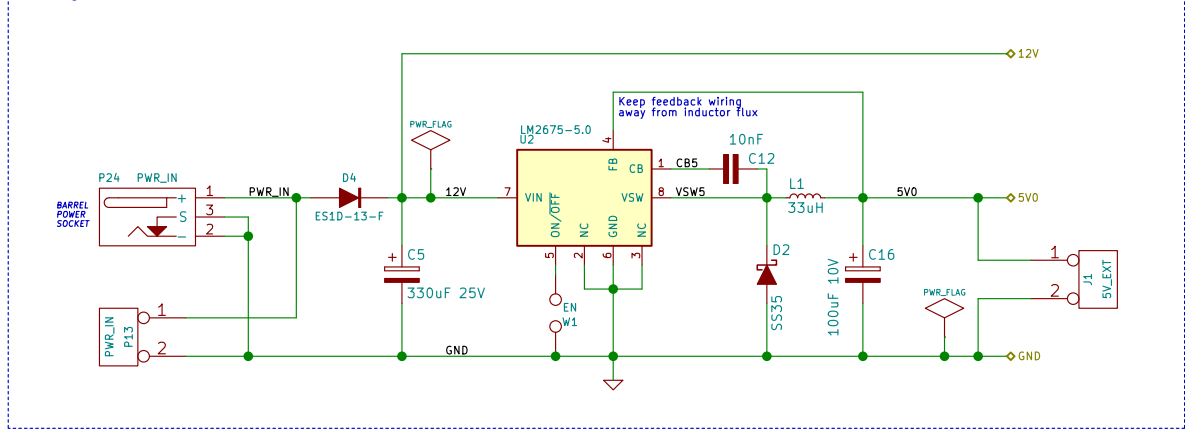 12V
Keep feedback wiring
away from inductor flux
PWR_FLAG
LM2675-5.0
U2
10nF
C12
4
FB
CB
1
CB5
P24 PWR_IN
D4
ES1D-13-F
PWR_IN
1
+
3
S
2
-
BARREL
POWER
SOCKET
12V
7
VIN
VSW
8
VSW5
L1
33uH
5V0
5V0
ON/OFF
NC
GND
NC
5
2
6
3
+
C5
330uF 25V
D2
SS35
+
C16
100uF 10V
PWR_FLAG
1
2
J1
5V_EXT
EN
W1
PWR_IN
P13
1
2
GND
GND